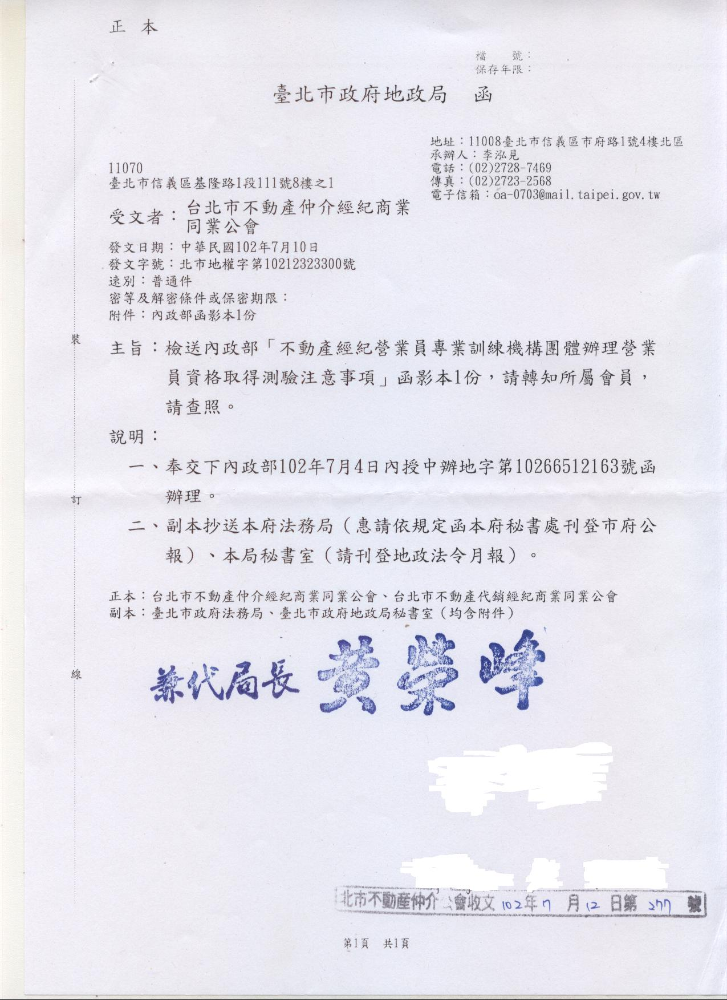 正 本
檔 號：
保存年限：
臺北市政府地政局 函
地址：11008臺北市信義區市府路1號4樓北區
承辦人：李泓見
電話：(02)2728-7469
傳真：(02)2723-2568
電子信箱：oa-0703@mail.taipei.gov.tw
11070
臺北市信義區基隆路1段111號8樓之1
受文者：台北市不動產仲介經紀商業
同業公會
發文日期：中華民國102年7月10日
發文字號：北市地權字第10212323300號
速別：普通件
密等及解密條件或保密期限：
附件：內政部函影本1份
主旨：檢送內政部「不動產經紀營業員專業訓練機構團體辦理營業
員資格取得測驗注意事項」函影本1份，請轉知所屬會員，
請查照。
說明：
一、奉交下內政部102年7月4日內授中辦地字第10266512163號函
辦理。
二、副本抄送本府法務局（惠請依規定函本府秘書處刊登市府公
報）、本局秘書室（請刊登地政法令月報）。
正本：台北市不動產仲介經紀商業同業公會、台北市不動產代銷經紀商業同業公會
副本：臺北市政府法務局、臺北市政府地政局秘書室（均含附件）
兼代局長 黃榮峰
裝
訂
線
北市不動產仲介公會收文 102年7月12日第277號
第1頁 共1頁